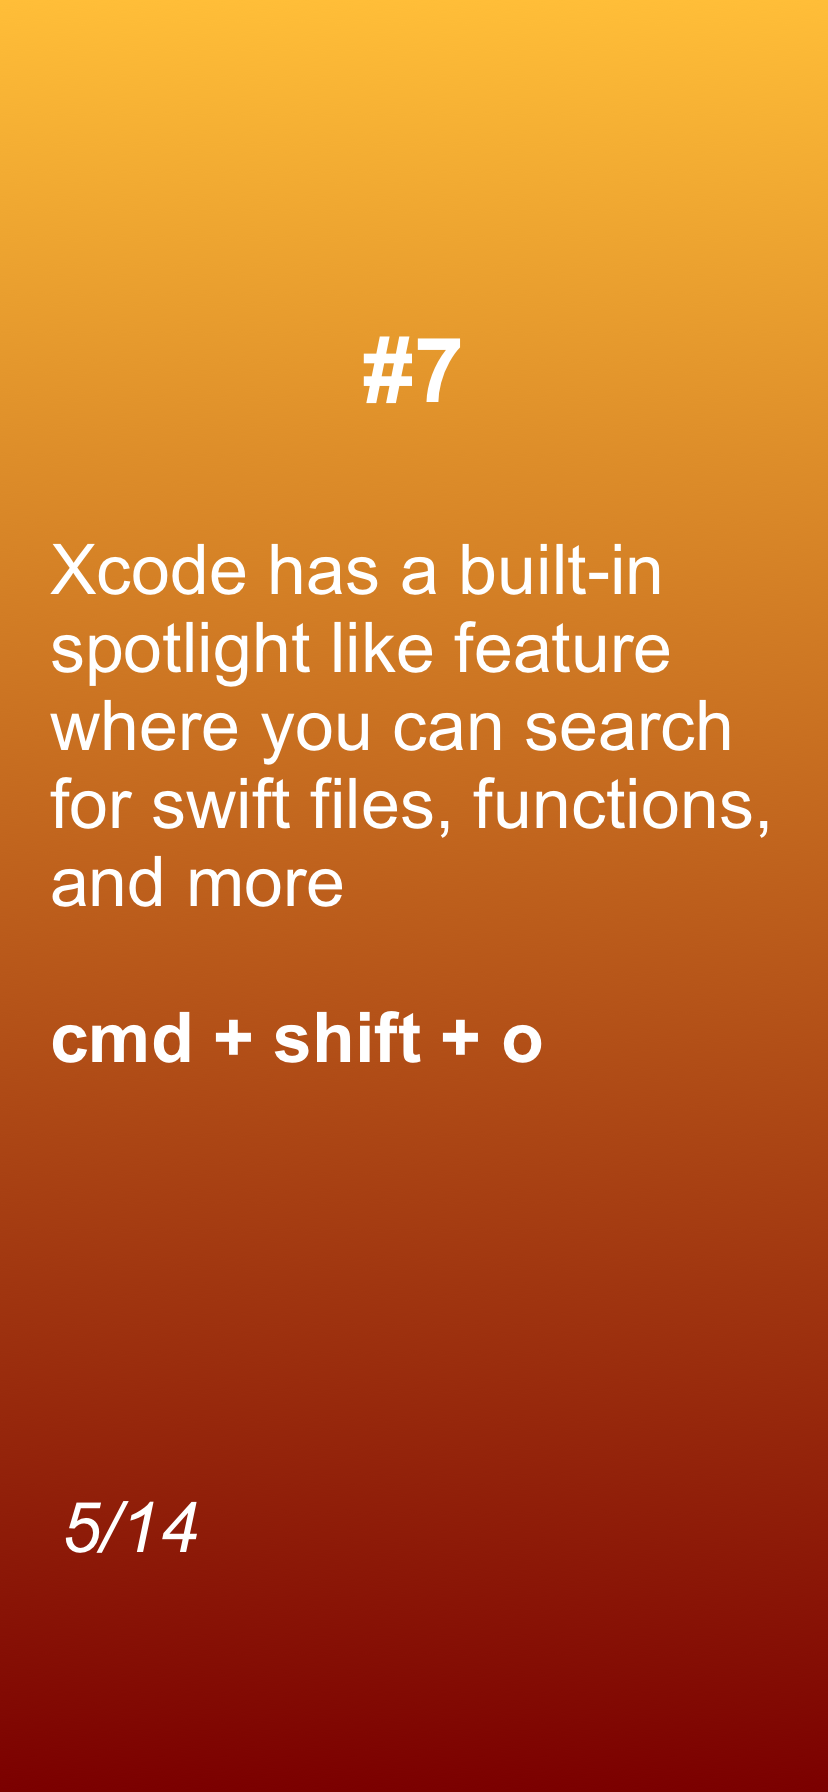 #7
Xcode has a built-in
spotlight like feature
where you can search
for swift files, functions,
and more
cmd + shift + o
5/14